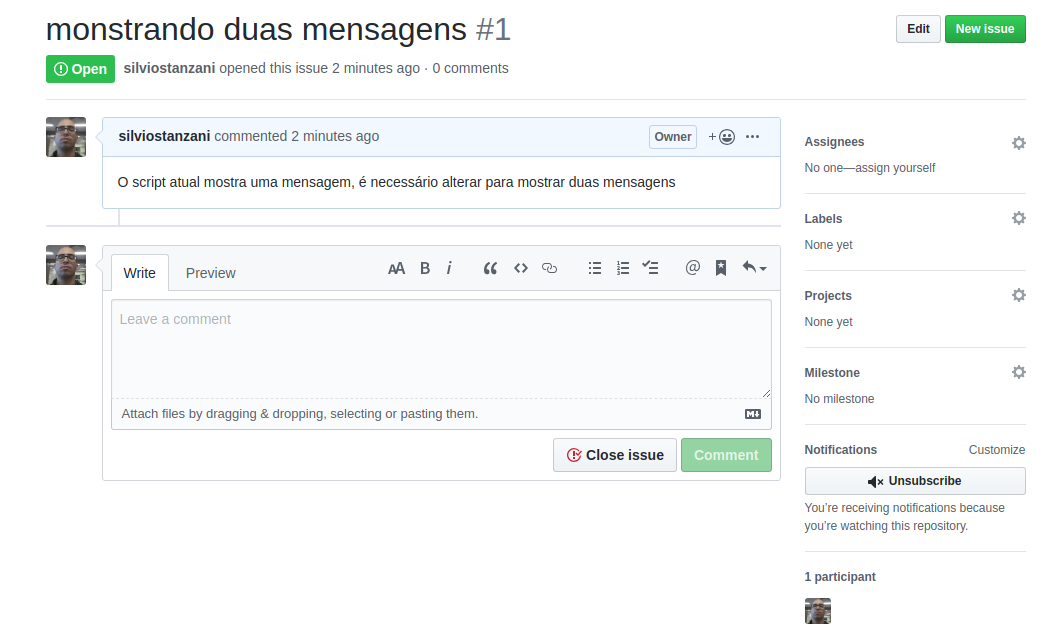 monstrando duas mensagens #1
Edit
New issue
Open
silviostanzani opened this issue 2 minutes ago · 0 comments
silviostanzani commented 2 minutes ago
Owner
O script atual mostra uma mensagem, é necessário alterar para mostrar duas mensagens
Write
Preview
AA B i
Leave a comment
Attach files by dragging & dropping, selecting or pasting them.
Close issue
Comment
Assignees
No one—assign yourself
Labels
None yet
Projects
None yet
Milestone
No milestone
Notifications
Customize
Unsubscribe
You’re receiving notifications because
you’re watching this repository.
1 participant